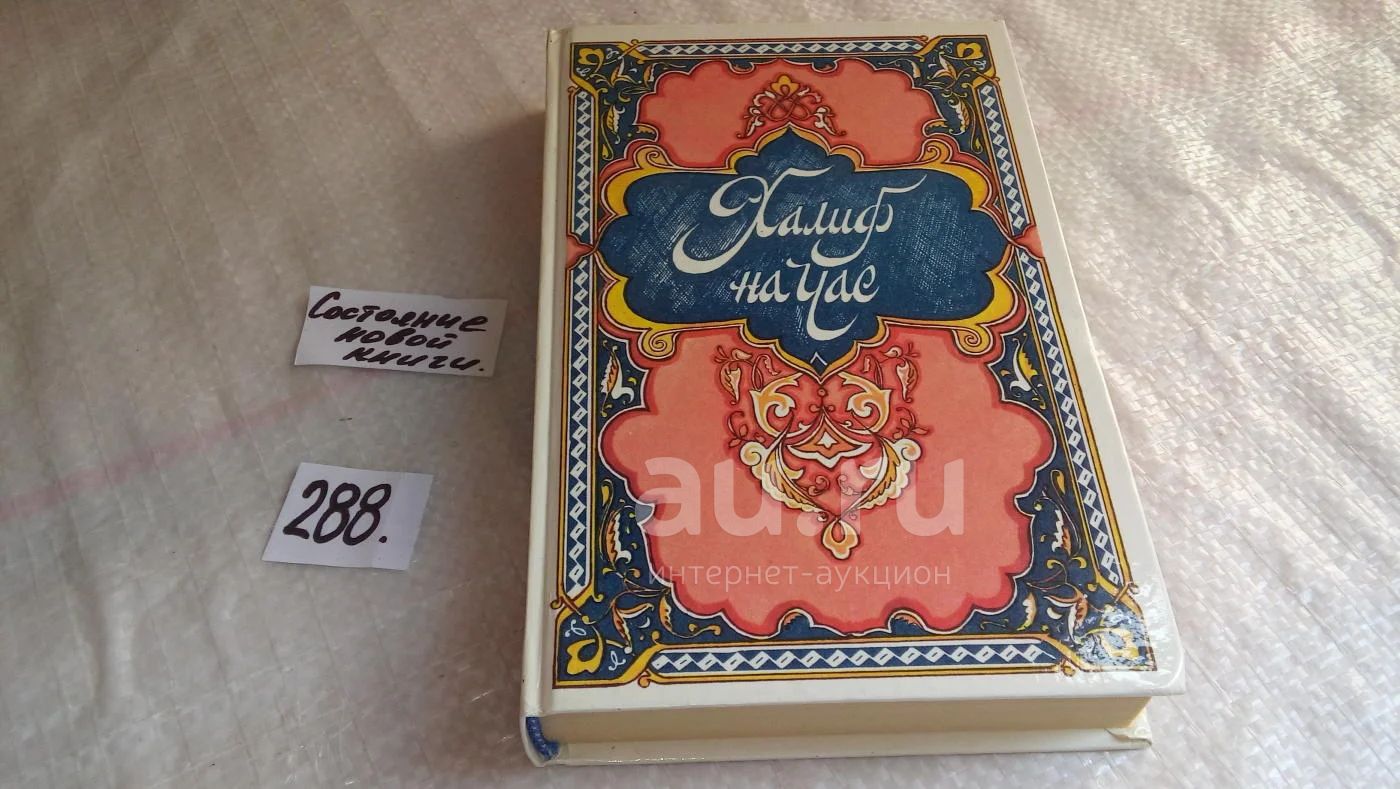 Халиф
на час
Состояние
новой
книги.
288.
au.ru
интернет-аукцион